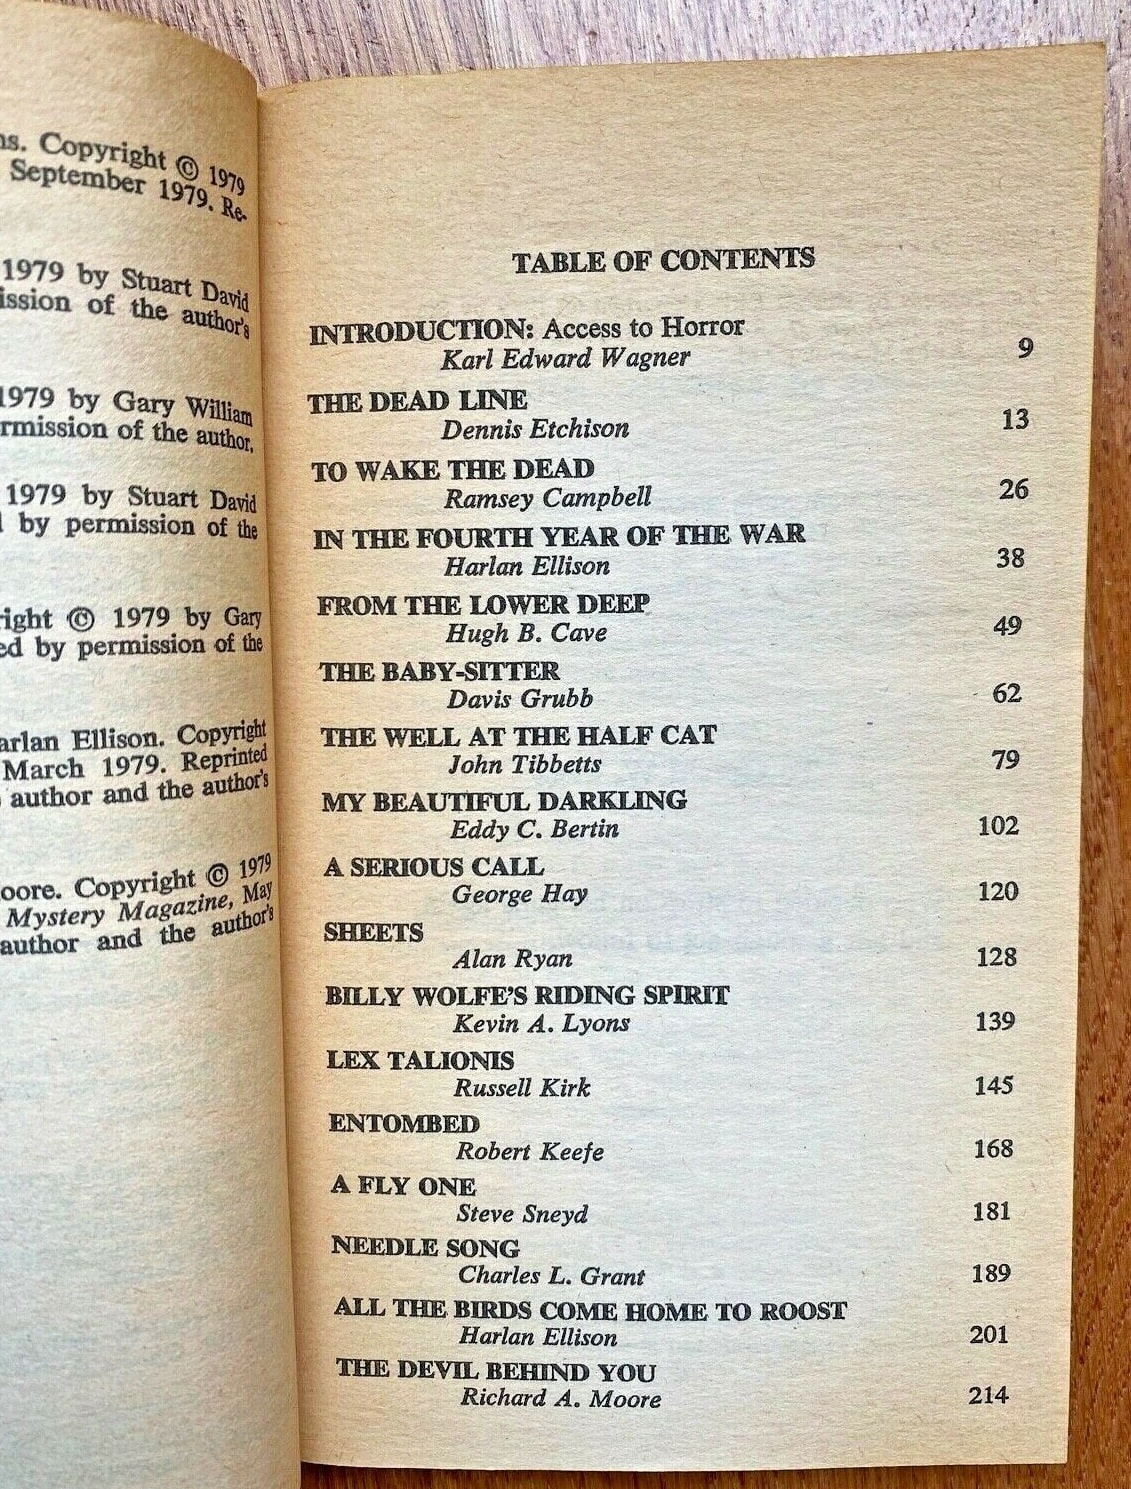 ns. Copyright © 1979
September 1979. Re-
1979 by Stuart David
ission of the author's
1979 by Gary William
rmission of the author.
1979 by Stuart David
by permission of the
right © 1979 by Gary
ed by permission of the
arlan Ellison. Copyright
March 1979. Reprinted
author and the author's
oore. Copyright © 1979
Mystery Magazine, May
author and the author's
TABLE OF CONTENTS
INTRODUCTION: Access to Horror
Karl Edward Wagner 9
THE DEAD LINE
Dennis Etchison 13
TO WAKE THE DEAD
Ramsey Campbell 26
IN THE FOURTH YEAR OF THE WAR
Harlan Ellison 38
FROM THE LOWER DEEP
Hugh B. Cave 49
THE BABY-SITTER
Davis Grubb 62
THE WELL AT THE HALF CAT
John Tibbetts 79
MY BEAUTIFUL DARKLING
Eddy C. Bertin 102
A SERIOUS CALL
George Hay 120
SHEETS
Alan Ryan 128
BILLY WOLFE'S RIDING SPIRIT
Kevin A. Lyons 139
LEX TALIONIS
Russell Kirk 145
ENTOMBED
Robert Keefe 168
A FLY ONE
Steve Sneyd 181
NEEDLE SONG
Charles L. Grant 189
ALL THE BIRDS COME HOME TO ROOST
Harlan Ellison 201
THE DEVIL BEHIND YOU
Richard A. Moore 214